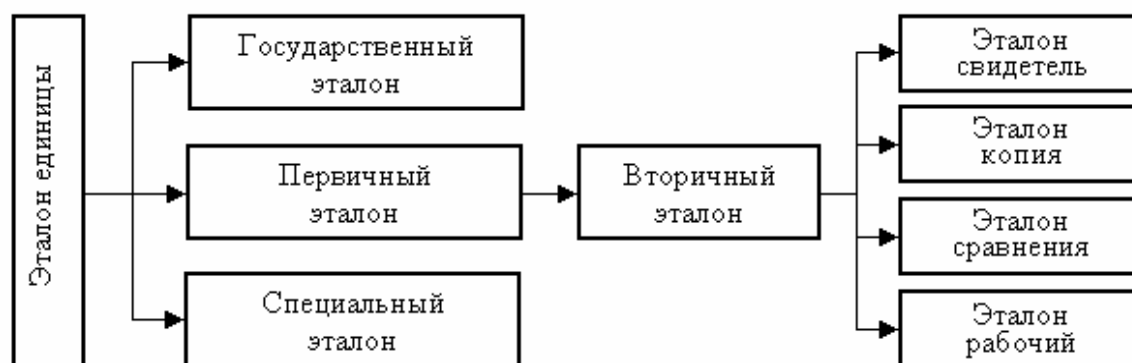 Эталон единицы
Государственный
эталон
Первичный
эталон
Специальный
эталон
Вторичный
эталон
Эталон
свидетель
Эталон
копия
Эталон
сравнения
Эталон
рабочий